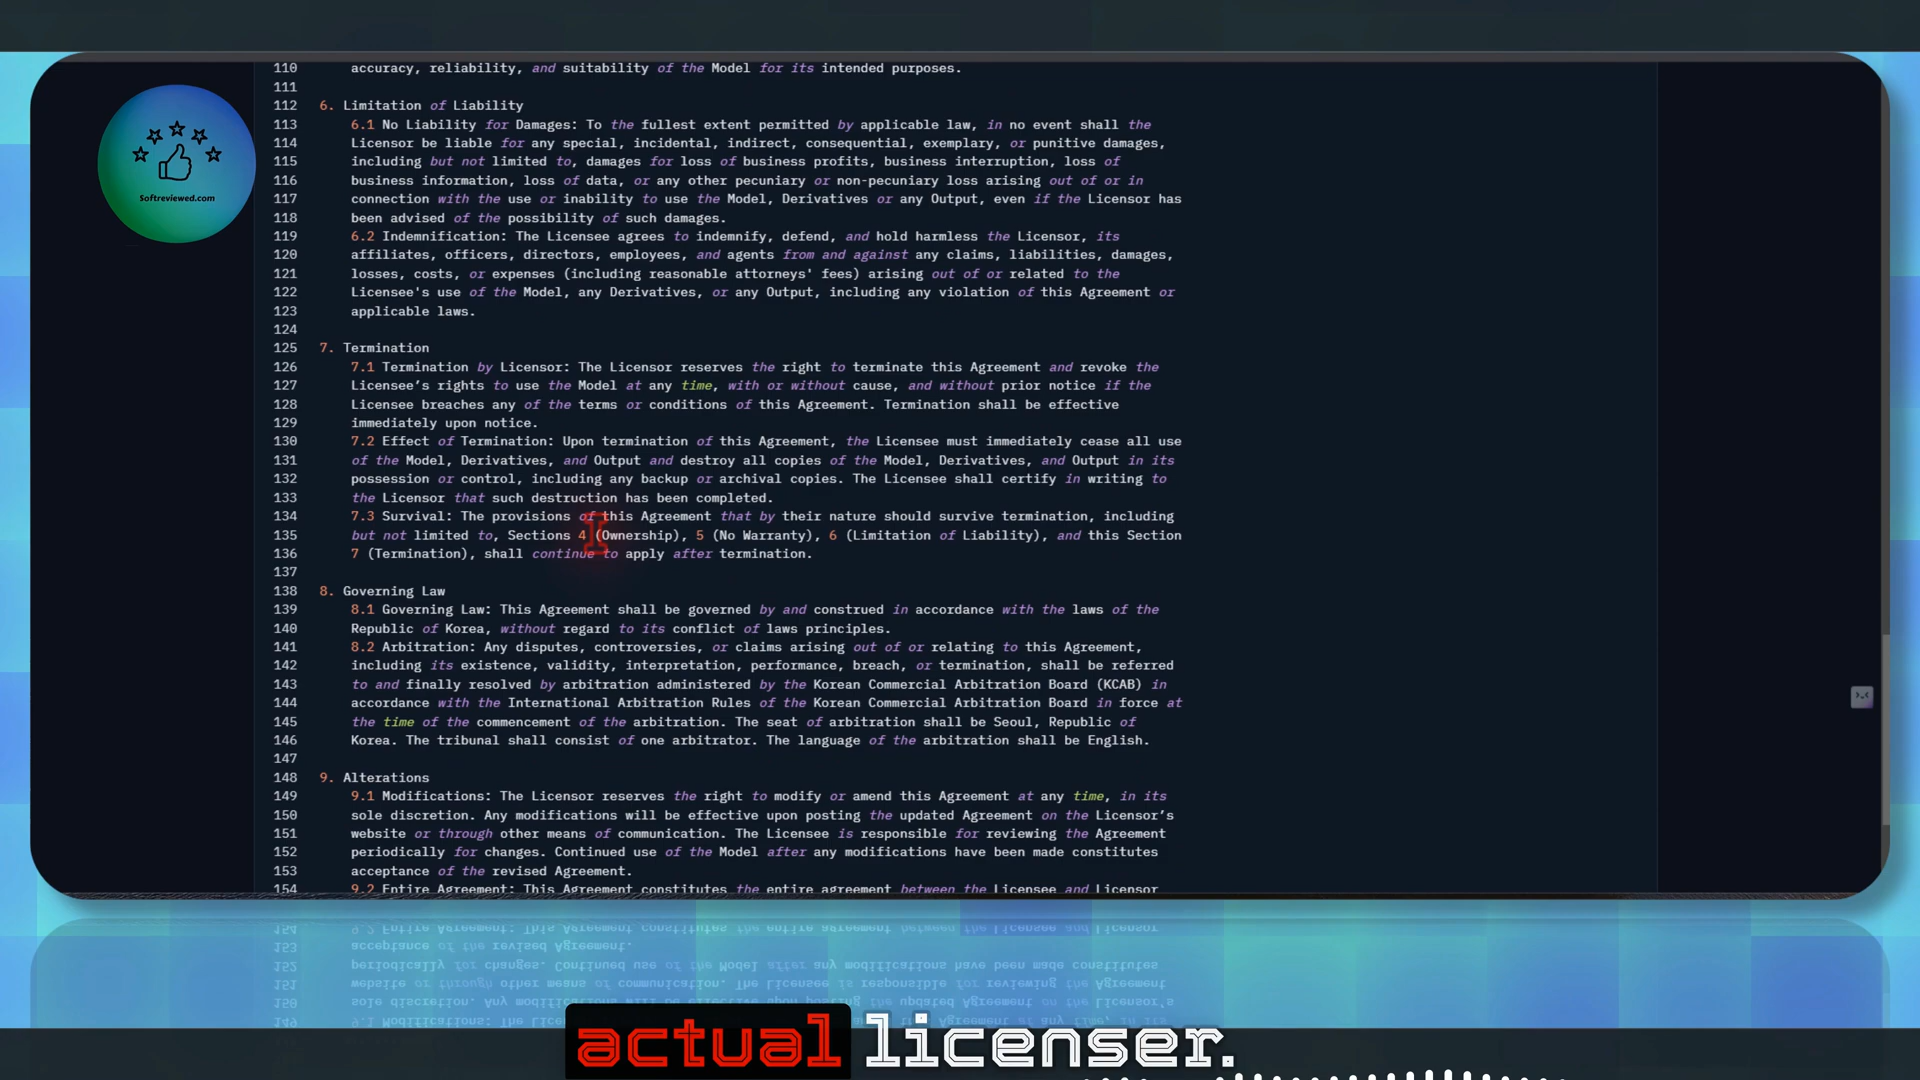 110 accuracy, reliability, and suitability of the Model for its intended purposes.
111
112 6. Limitation of Liability
113 6.1 No Liability for Damages: To the fullest extent permitted by applicable law, in no event shall the
114 Licensor be liable for any special, incidental, indirect, consequential, exemplary, or punitive damages,
115 including but not limited to, damages for loss of business profits, business interruption, loss of
116 business information, loss of data, or any other pecuniary or non-pecuniary loss arising out of or in
117 connection with the use or inability to use the Model, Derivatives or any Output, even if the Licensor has
118 been advised of the possibility of such damages.
Softreviewed.com
119 6.2 Indemnification: The Licensee agrees to indemnify, defend, and hold harmless the Licensor, its
120 affiliates, officers, directors, employees, and agents from and against any claims, liabilities, damages,
121 losses, costs, or expenses (including reasonable attorneys' fees) arising out of or related to the
122 Licensee's use of the Model, any Derivatives, or any Output, including any violation of this Agreement or
123 applicable laws.
124
125 7. Termination
126 7.1 Termination by Licensor: The Licensor reserves the right to terminate this Agreement and revoke the
127 Licensee’s rights to use the Model at any time, with or without cause, and without prior notice if the
128 Licensee breaches any of the terms or conditions of this Agreement. Termination shall be effective
129 immediately upon notice.
130 7.2 Effect of Termination: Upon termination of this Agreement, the Licensee must immediately cease all use
131 of the Model, Derivatives, and Output and destroy all copies of the Model, Derivatives, and Output in its
132 possession or control, including any backup or archival copies. The Licensee shall certify in writing to
133 the Licensor that such destruction has been completed.
134 7.3 Survival: The provisions of this Agreement that by their nature should survive termination, including
135 but not limited to, Sections 4 (Ownership), 5 (No Warranty), 6 (Limitation of Liability), and this Section
136 7 (Termination), shall continue to apply after termination.
137
138 8. Governing Law
139 8.1 Governing Law: This Agreement shall be governed by and construed in accordance with the laws of the
140 Republic of Korea, without regard to its conflict of laws principles.
141 8.2 Arbitration: Any disputes, controversies, or claims arising out of or relating to this Agreement,
142 including its existence, validity, interpretation, performance, breach, or termination, shall be referred
143 to and finally resolved by arbitration administered by the Korean Commercial Arbitration Board (KCAB) in
144 accordance with the International Arbitration Rules of the Korean Commercial Arbitration Board in force at
145 the time of the commencement of the arbitration. The seat of arbitration shall be Seoul, Republic of
146 Korea. The tribunal shall consist of one arbitrator. The language of the arbitration shall be English.
147
148 9. Alterations
149 9.1 Modifications: The Licensor reserves the right to modify or amend this Agreement at any time, in its
150 sole discretion. Any modifications will be effective upon posting the updated Agreement on the Licensor’s
151 website or through other means of communication. The Licensee is responsible for reviewing the Agreement
152 periodically for changes. Continued use of the Model after any modifications have been made constitutes
153 acceptance of the revised Agreement.
154 9.2 Entire Agreement: This Agreement constitutes the entire agreement between the Licensee and Licensor
actual licenser.